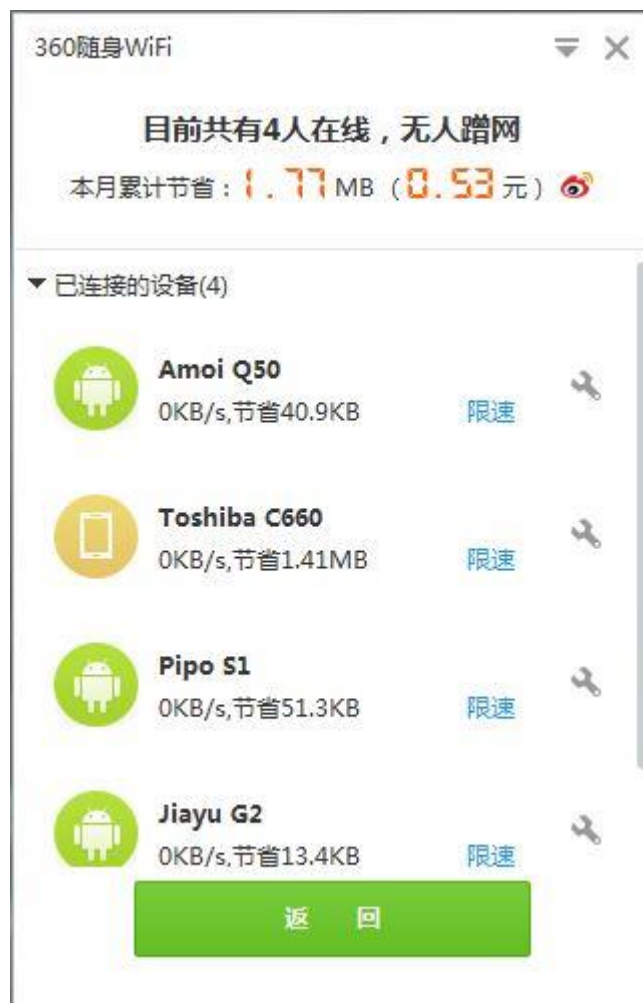 360随身WiFi
目前共有4人在线，无人蹭网
本月累计节省：1.77 MB（0.53 元）
已连接的设备(4)
Amoi Q50
0KB/s,节省40.9KB 限速
Toshiba C660
0KB/s,节省1.41MB 限速
Pipo S1
0KB/s,节省51.3KB 限速
Jiayu G2
0KB/s,节省13.4KB 限速
返 回